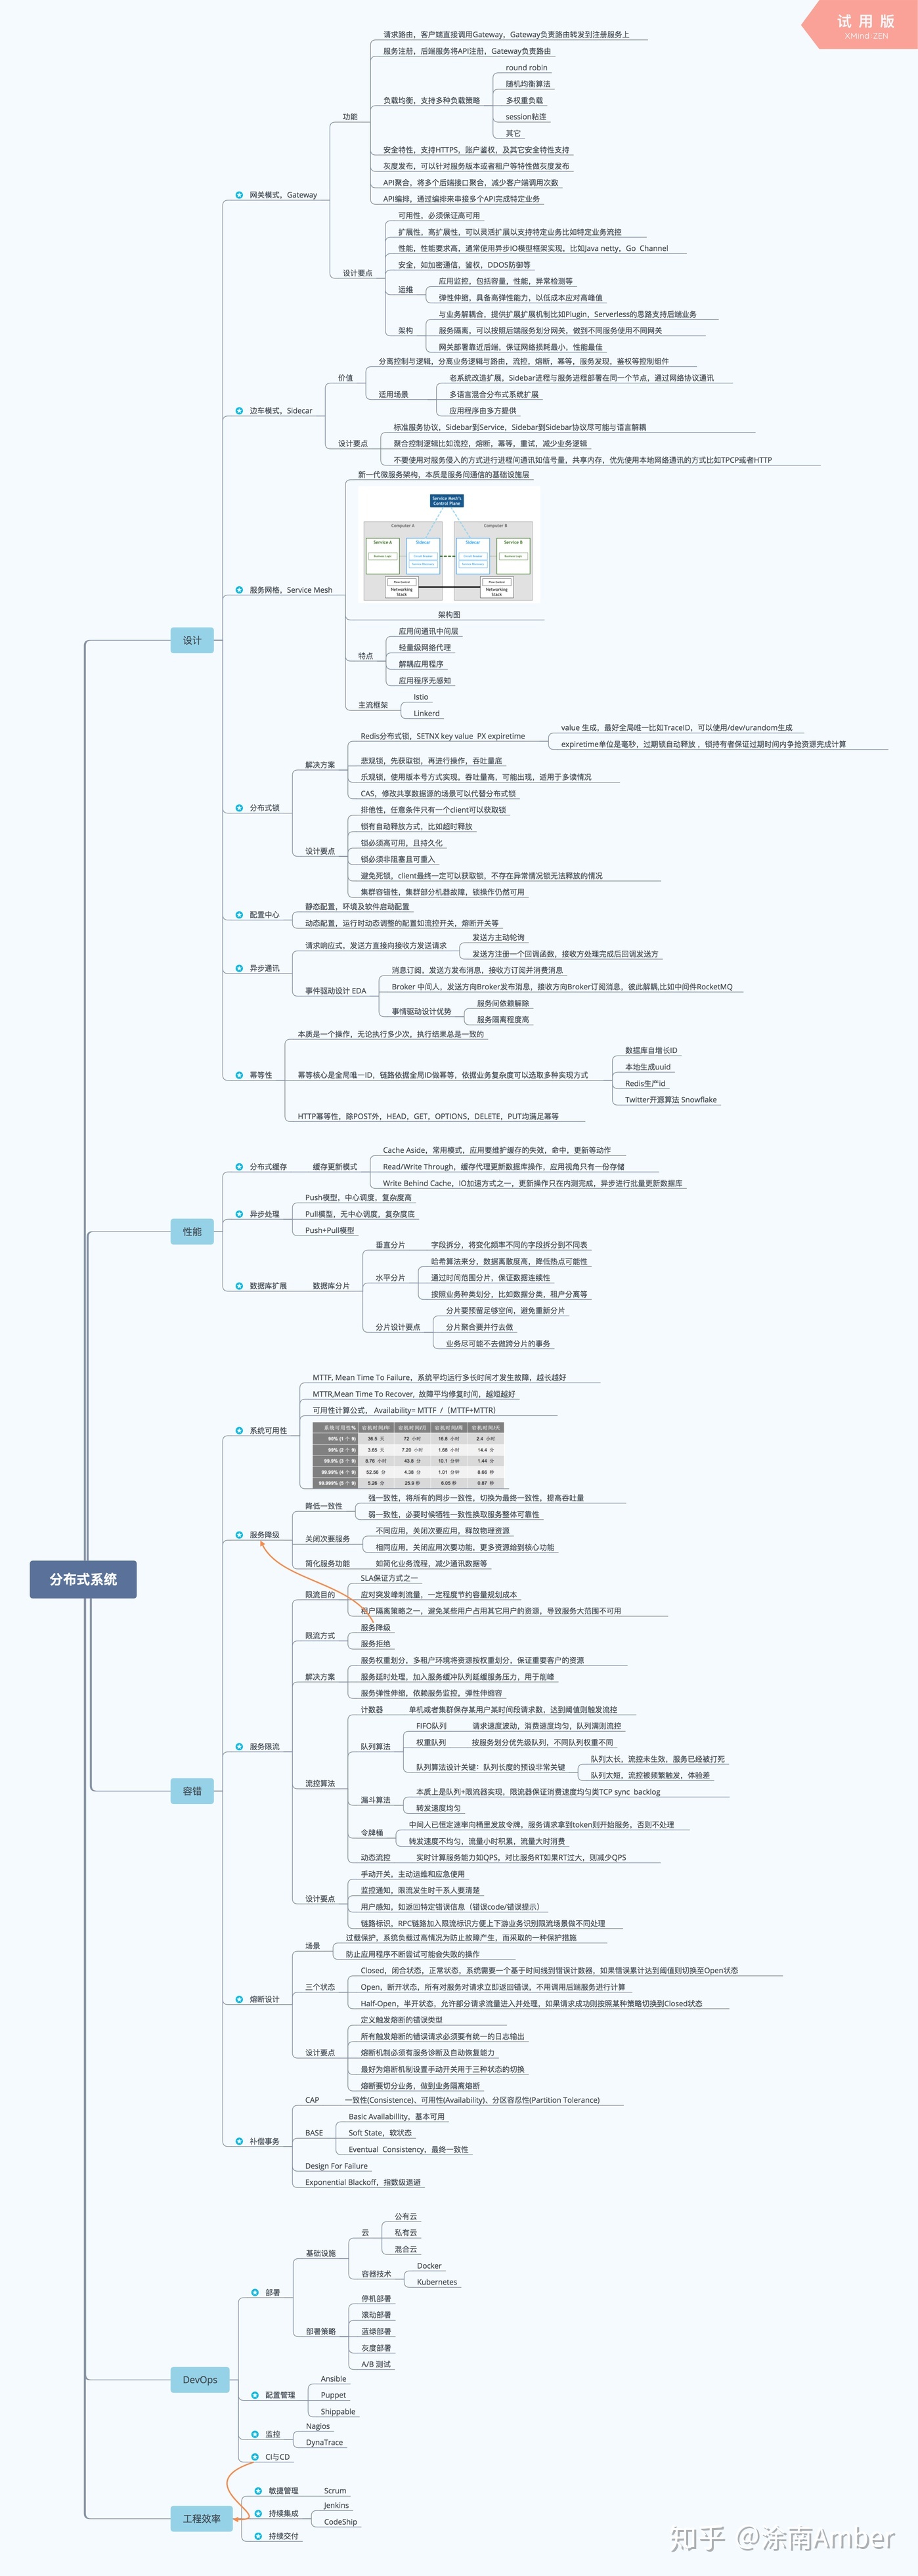 试用版
XMind:ZEN
分布式系统
设计
网关模式，Gateway
功能
请求路由，客户端直接调用Gateway，Gateway负责路由转发到注册服务上
服务注册，后端服务将API注册，Gateway负责路由
负载均衡，支持多种负载策略
round robin
随机均衡算法
多权重负载
session粘连
其它
安全特性，支持HTTPS，账户鉴权，及其它安全特性支持
灰度发布，可以针对服务版本或者租户等特性做灰度发布
API聚合，将多个后端接口聚合，减少客户端调用次数
API编排，通过编排来串接多个API完成特定业务
设计要点
可用性，必须保证高可用
扩展性，高扩展性，可以灵活扩展以支持特定业务比如特定业务流控
性能，性能要求高，通常使用异步IO模型框架实现，比如Java netty，Go Channel
安全，如加密通信，鉴权，DDOS防御等
运维
应用监控，包括容量，性能，异常检测等
弹性伸缩，具备高弹性能力，以低成本应对高峰值
架构
与业务解耦合，提供扩展扩展机制比如Plugin，Serverless的思路支持后端业务
服务隔离，可以按照后端服务划分网关，做到不同服务使用不同网关
网关部署靠近后端，保证网络损耗最小，性能最佳
边车模式，Sidecar
价值
分离控制与逻辑，分离业务逻辑与路由，流控，熔断，幂等，服务发现，鉴权等控制组件
适用场景
老系统改造扩展，Sidebar进程与服务进程部署在同一个节点，通过网络协议通讯
多语言混合分布式系统扩展
应用程序由多方提供
设计要点
标准服务协议，Sidebar到Service，Sidebar到Sidebar协议尽可能与语言解耦
聚合控制逻辑比如流控，熔断，幂等，重试，减少业务逻辑
不要使用对服务侵入的方式进行进程间通讯如信号量，共享内存，优先使用本地网络通讯的方式比如TPCP或者HTTP
服务网格，Service Mesh
新一代微服务架构，本质是服务间通信的基础设施层
Service Mesh's
Control Plane
Computer A
Computer B
Service A
Sidecar
Sidecar
Service B
Business Logic
Circuit Breaker
Service Discovery
Circuit Breaker
Service Discovery
Business Logic
Flow Control
Networking
Stack
Flow Control
Networking
Stack
架构图
特点
应用间通讯中间层
轻量级网络代理
解耦应用程序
应用程序无感知
主流框架
Istio
Linkerd
分布式锁
解决方案
Redis分布式锁，SETNX key value PX expiretime
value 生成，最好全局唯一比如TraceID，可以使用/dev/urandom生成
expiretime单位是毫秒，过期锁自动释放，锁持有者保证过期时间内争抢资源完成计算
悲观锁，先获取锁，再进行操作，吞吐量底
乐观锁，使用版本号方式实现，吞吐量高，可能出现，适用于多读情况
CAS，修改共享数据源的场景可以代替分布式锁
设计要点
排他性，任意条件只有一个client可以获取锁
锁有自动释放方式，比如超时释放
锁必须高可用，且持久化
锁必须非阻塞且可重入
避免死锁，client最终一定可以获取锁，不存在异常情况锁无法释放的情况
集群容错性，集群部分机器故障，锁操作仍然可用
配置中心
静态配置，环境及软件启动配置
动态配置，运行时动态调整的配置如流控开关，熔断开关等
异步通讯
请求响应式，发送方直接向接收方发送请求
发送方主动轮询
发送方注册一个回调函数，接收方处理完成后回调发送方
事件驱动设计 EDA
消息订阅，发送方发布消息，接收方订阅并消费消息
Broker 中间人，发送方向Broker发布消息，接收方向Broker订阅消息，彼此解耦,比如中间件RocketMQ
事情驱动设计优势
服务间依赖解除
服务隔离程度高
幂等性
本质是一个操作，无论执行多少次，执行结果总是一致的
幂等核心是全局唯一ID，链路依据全局ID做幂等，依据业务复杂度可以选取多种实现方式
数据库自增长ID
本地生成uuid
Redis生产id
Twitter开源算法 Snowflake
HTTP幂等性，除POST外，HEAD，GET，OPTIONS，DELETE，PUT均满足幂等
性能
分布式缓存
缓存更新模式
Cache Aside，常用模式，应用要维护缓存的失效，命中，更新等动作
Read/Write Through，缓存代理更新数据库操作，应用视角只有一份存储
Write Behind Cache，IO加速方式之一，更新操作只在内测完成，异步进行批量更新数据库
异步处理
Push模型，中心调度，复杂度高
Pull模型，无中心调度，复杂度底
Push+Pull模型
数据库扩展
数据库分片
垂直分片
字段拆分，将变化频率不同的字段拆分到不同表
水平分片
哈希算法来分，数据离散度高，降低热点可能性
通过时间范围分片，保证数据连续性
按照业务种类划分，比如数据分类，租户分离等
分片设计要点
分片要预留足够空间，避免重新分片
分片聚合要并行去做
业务尽可能不去做跨分片的事务
容错
系统可用性
MTTF, Mean Time To Failure，系统平均运行多长时间才发生故障，越长越好
MTTR,Mean Time To Recover, 故障平均修复时间，越短越好
可用性计算公式， Availability= MTTF /（MTTF+MTTR）
系统可用性% 宕机时间/年 宕机时间/月 宕机时间/周 宕机时间/天
90% (1 个 9) 36.5 天 72 小时 16.8 小时 2.4 小时
99% (2 个 9) 3.65 天 7.20 小时 1.68 小时 14.4 分
99.9% (3 个 9) 8.76 小时 43.8 分 10.1 分钟 1.44 分
99.99% (4 个 9) 52.56 分 4.38 分 1.01 分钟 8.66 秒
99.999% (5 个 9) 5.26 分 25.9 秒 6.05 秒 0.87 秒
服务降级
降低一致性
强一致性，将所有的同步一致性，切换为最终一致性，提高吞吐量
弱一致性，必要时候牺牲一致性换取服务整体可靠性
关闭次要服务
不同应用，关闭次要应用，释放物理资源
相同应用，关闭应用次要功能，更多资源给到核心功能
简化服务功能
如简化业务流程，减少通讯数据等
服务限流
限流目的
SLA保证方式之一
应对突发峰刺流量，一定程度节约容量规划成本
租户隔离策略之一，避免某些用户占用其它用户的资源，导致服务大范围不可用
限流方式
服务降级
服务拒绝
解决方案
服务权重划分，多租户环境将资源按权重划分，保证重要客户的资源
服务延时处理，加入服务缓冲队列延缓服务压力，用于削峰
服务弹性伸缩，依赖服务监控，弹性伸缩容
流控算法
计数器
单机或者集群保存某用户某时间段请求数，达到阈值则触发流控
队列算法
FIFO队列
请求速度波动，消费速度均匀，队列满则流控
权重队列
按服务划分优先级队列，不同队列权重不同
队列算法设计关键：队列长度的预设非常关键
队列太长，流控未生效，服务已经被打死
队列太短，流控被频繁触发，体验差
漏斗算法
本质上是队列+限流器实现，限流器保证消费速度均匀类TCP sync backlog
转发速度均匀
令牌桶
中间人已恒定速率向桶里发放令牌，服务请求拿到token则开始服务，否则不处理
转发速度不均匀，流量小时积累，流量大时消费
动态流控
实时计算服务能力如QPS，对比服务RT如果RT过大，则减少QPS
设计要点
手动开关，主动运维和应急使用
监控通知，限流发生时干系人要清楚
用户感知，如返回特定错误信息（错误code/错误提示）
链路标识，RPC链路加入限流标识方便上下游业务识别限流场景做不同处理
熔断设计
场景
过载保护，系统负载过高情况为防止故障产生，而采取的一种保护措施
防止应用程序不断尝试可能会失败的操作
三个状态
Closed，闭合状态，正常状态，系统需要一个基于时间线到错误计数器，如果错误累计达到阈值则切换至Open状态
Open，断开状态，所有对服务对请求立即返回错误，不用调用后端服务进行计算
Half-Open，半开状态，允许部分请求流量进入并处理，如果请求成功则按照某种策略切换到Closed状态
设计要点
定义触发熔断的错误类型
所有触发熔断的错误请求必须要有统一的日志输出
熔断机制必须有服务诊断及自动恢复能力
最好为熔断机制设置手动开关用于三种状态的切换
熔断要切分业务，做到业务隔离熔断
补偿事务
CAP
一致性(Consistence)、可用性(Availability)、分区容忍性(Partition Tolerance)
BASE
Basic Availabillity，基本可用
Soft State，软状态
Eventual Consistency，最终一致性
Design For Failure
Exponential Blackoff，指数级退避
DevOps
部署
基础设施
云
公有云
私有云
混合云
容器技术
Docker
Kubernetes
部署策略
停机部署
滚动部署
蓝绿部署
灰度部署
A/B 测试
配置管理
Ansible
Puppet
Shippable
监控
Nagios
DynaTrace
CI与CD
工程效率
敏捷管理
Scrum
持续集成
Jenkins
CodeShip
持续交付
知乎 @涂南Amber